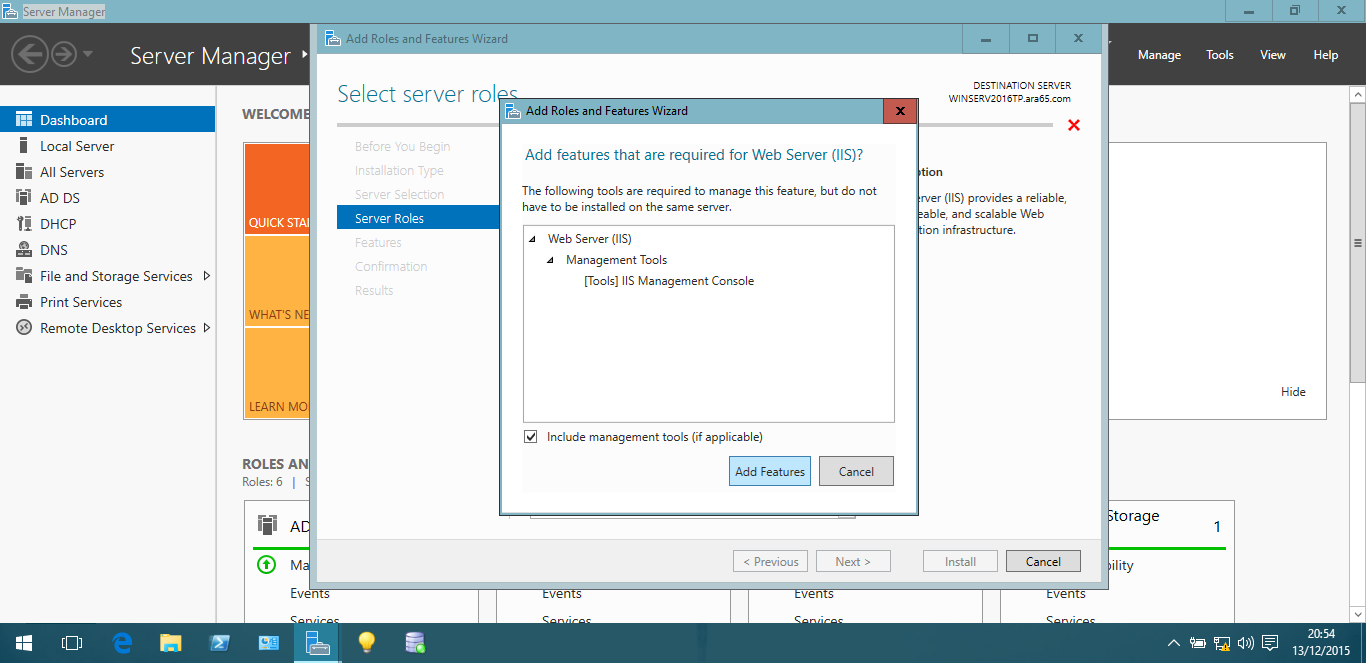 Server Manager
Server Manager
Manage
Tools
View
Help
Dashboard
Local Server
All Servers
AD DS
DHCP
DNS
File and Storage Services
Print Services
Remote Desktop Services
WELCOME
QUICK STA
WHAT'S NE
LEARN MO
Hide
ROLES AN
Roles: 6 |
AD
Ma
Events
Services
Events
Services
Events
Services
Storage
1
bility
Events
Services
Add Roles and Features Wizard
Select server roles
DESTINATION SERVER
WINSERV2016TP.ara65.com
Before You Begin
Installation Type
Server Selection
Server Roles
Features
Confirmation
Results
ption
erver (IIS) provides a reliable,
eable, and scalable Web
tion infrastructure.
< Previous
Next >
Install
Cancel
Add Roles and Features Wizard
Add features that are required for Web Server (IIS)?
The following tools are required to manage this feature, but do not
have to be installed on the same server.
Web Server (IIS)
Management Tools
[Tools] IIS Management Console
Include management tools (if applicable)
Add Features
Cancel
20:54
13/12/2015